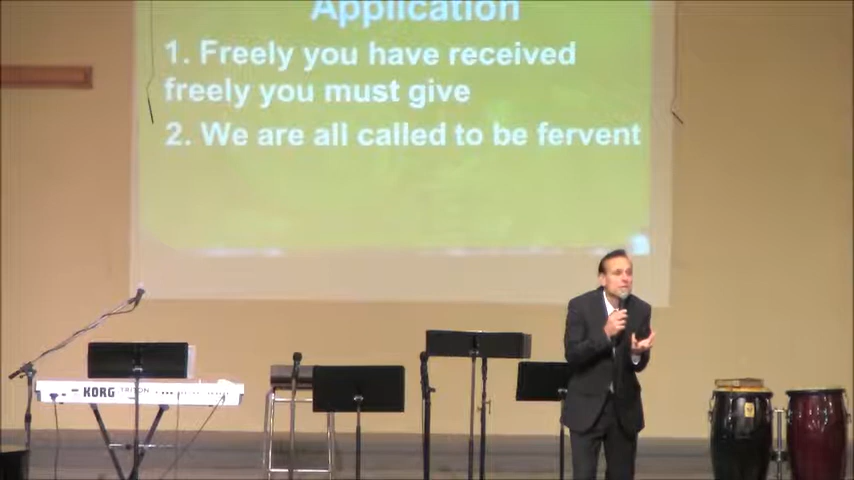 Application
1. Freely you have received
freely you must give
2. We are all called to be fervent
KORG TRITON